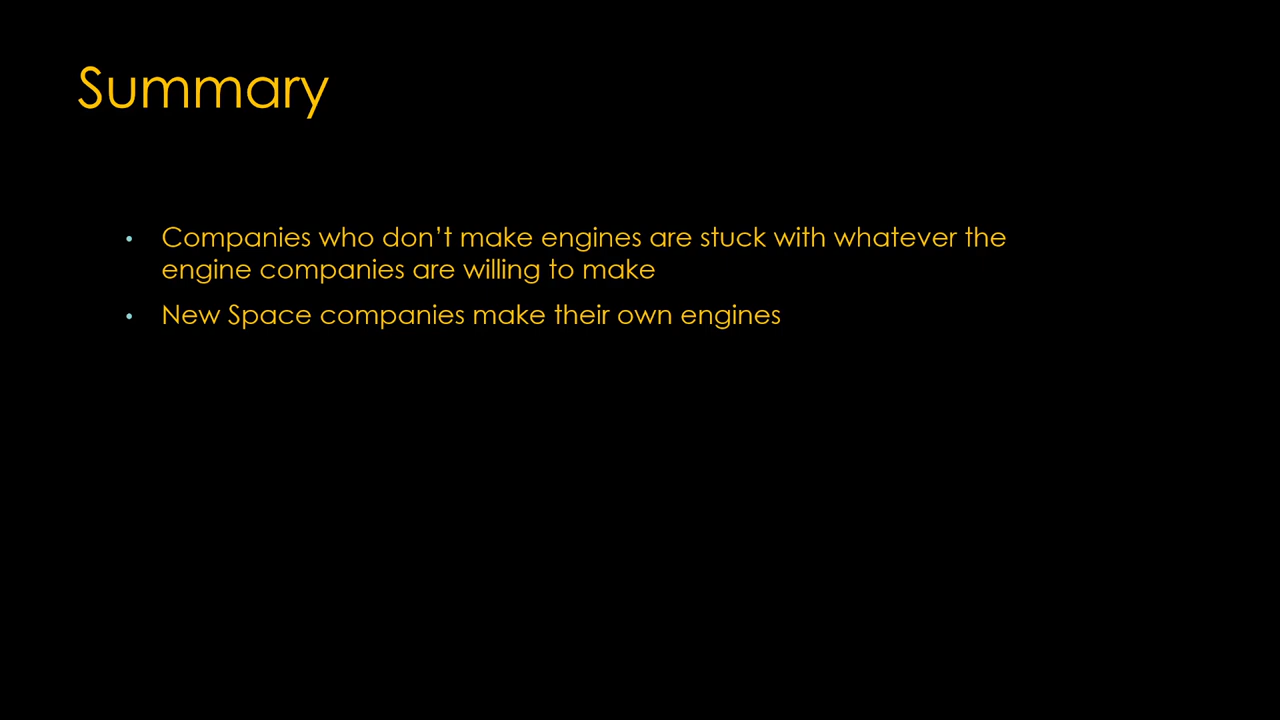 Summary
• Companies who don’t make engines are stuck with whatever the
engine companies are willing to make
• New Space companies make their own engines